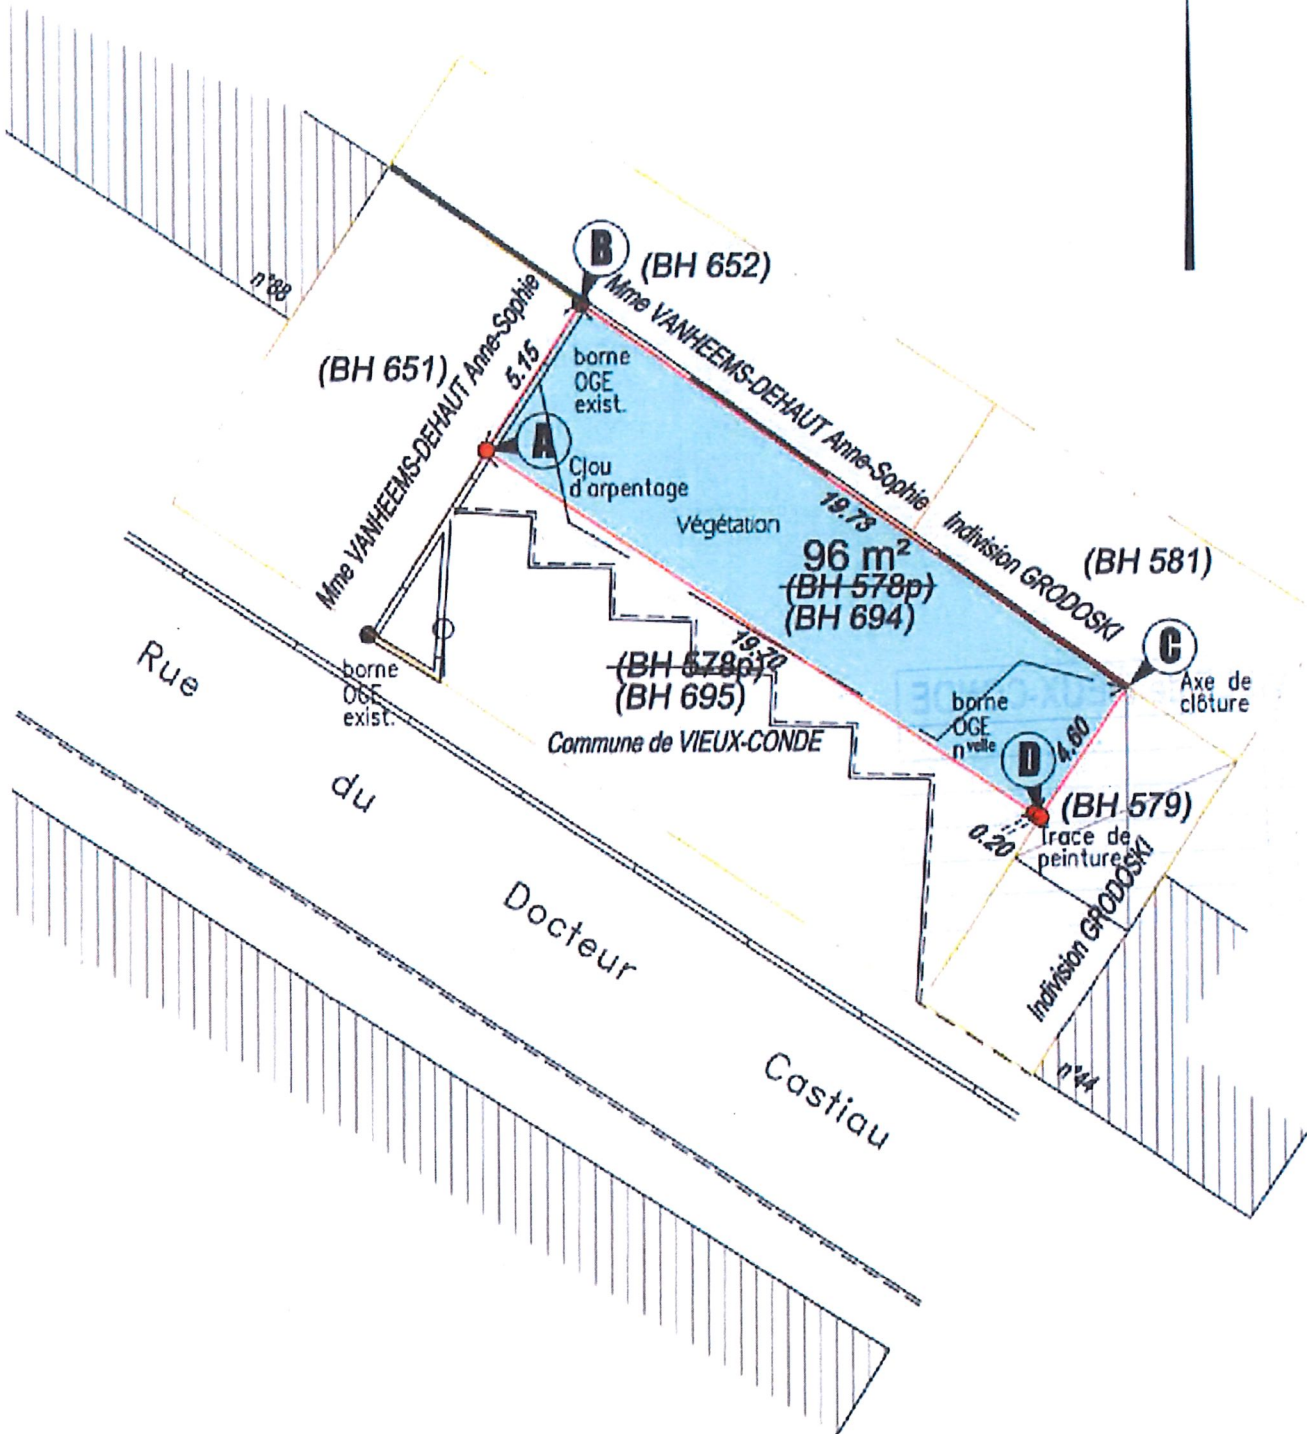 B
(BH 652)
n°88
Mme VANHEEMS-DEHAUT Anne-Sophie
Mme VANHEEMS-DEHAUT Anne-Sophie
(BH 651)
5.15
borne
OGE
exist.
A
Clou
d'arpentage
Végétation
19.73
Indivision GRODOSKI
(BH 581)
96 m²
(BH 578p)
(BH 694)
C
Axe de
clôture
19.70
(BH 578p)
(BH 695)
Commune de VIEUX-CONDE
borne
OGE
exist.
borne
OGE
nvelle
D
4.60
(BH 579)
0.20
Trace de
peinture
Indivision GRODOSKI
n°44
Rue
du
Docteur
Castiau